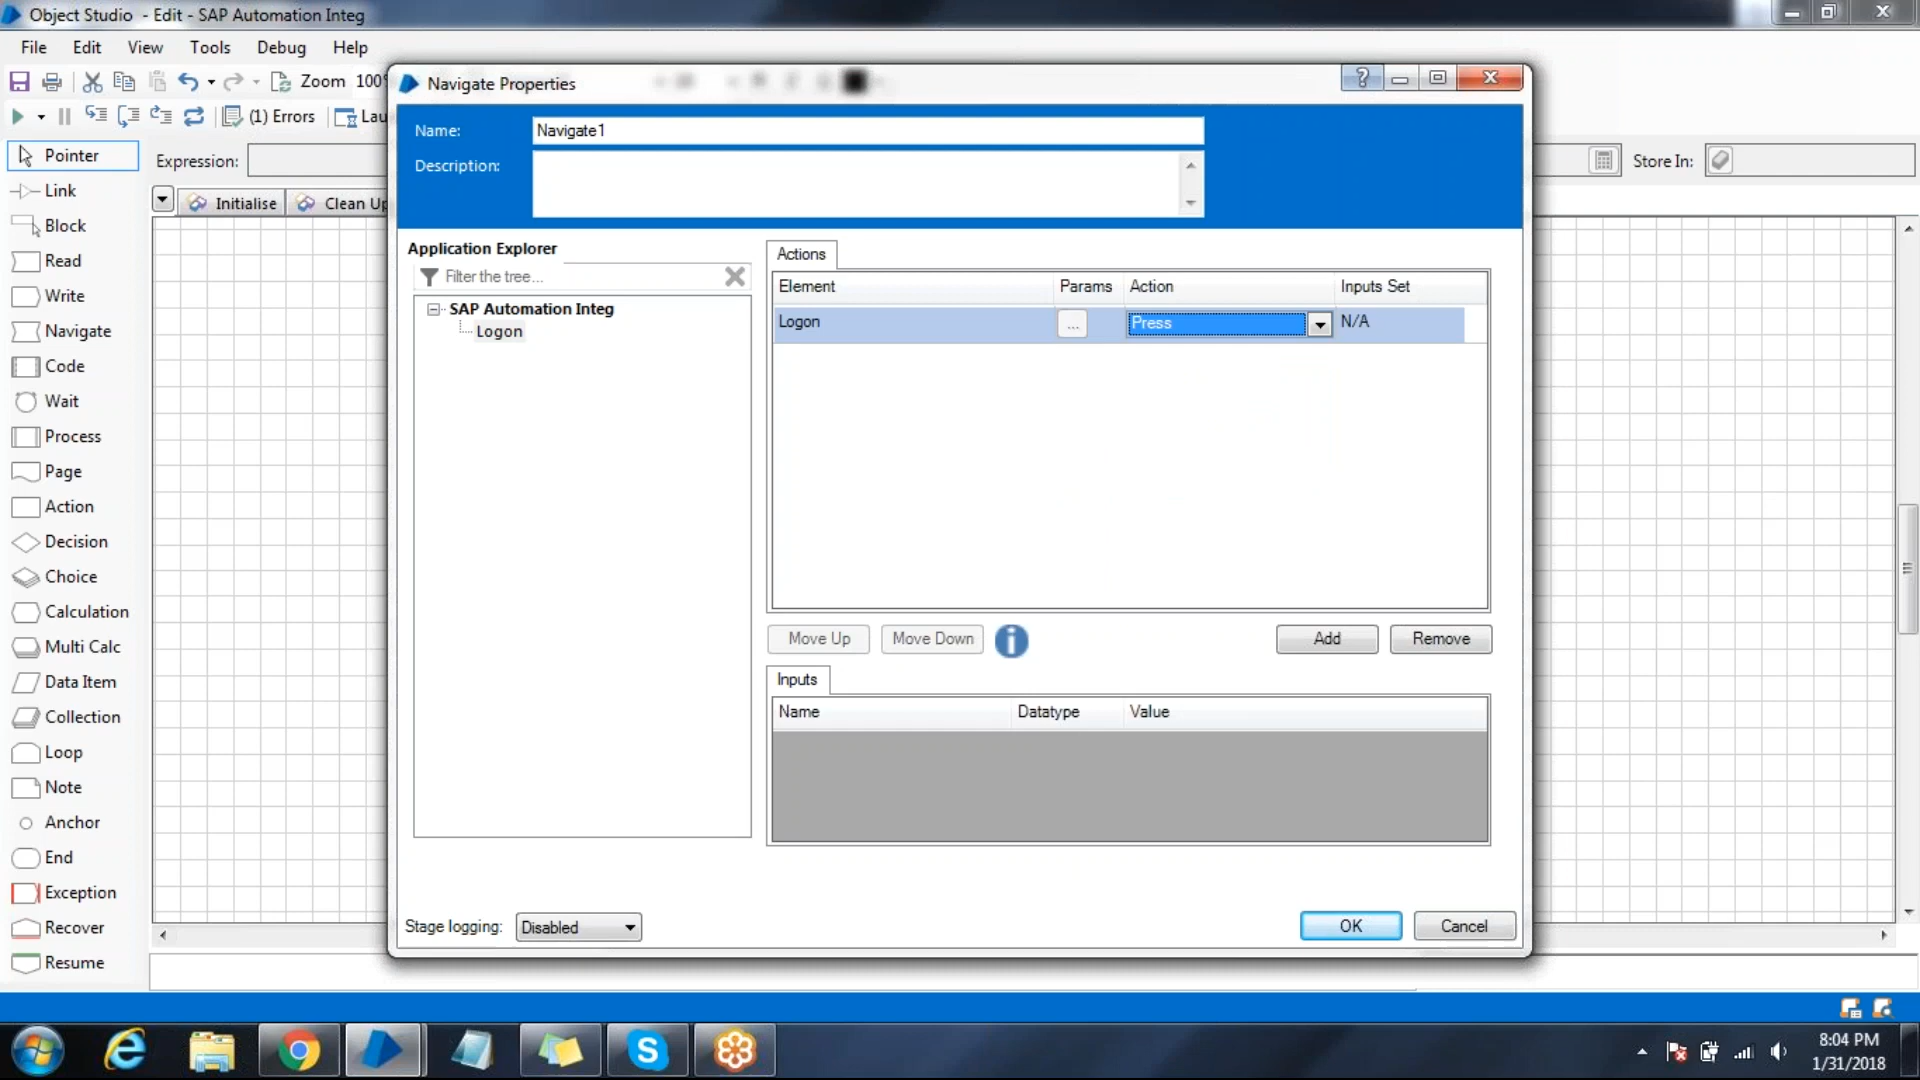 Object Studio - Edit - SAP Automation Integ
File Edit View Tools Debug Help
Zoom 100
(1) Errors Lau
Navigate Properties
Name: Navigate1
Description:
Expression:
Store In:
Initialise Clean Up
Pointer
Link
Block
Read
Write
Navigate
Code
Wait
Process
Page
Action
Decision
Choice
Calculation
Multi Calc
Data Item
Collection
Loop
Note
Anchor
End
Exception
Recover
Resume
Application Explorer
Filter the tree...
SAP Automation Integ
Logon
Actions
Element Params Action Inputs Set
Logon ... Press N/A
Move Up Move Down Add Remove
Inputs
Name Datatype Value
Stage logging: Disabled
OK Cancel
8:04 PM
1/31/2018